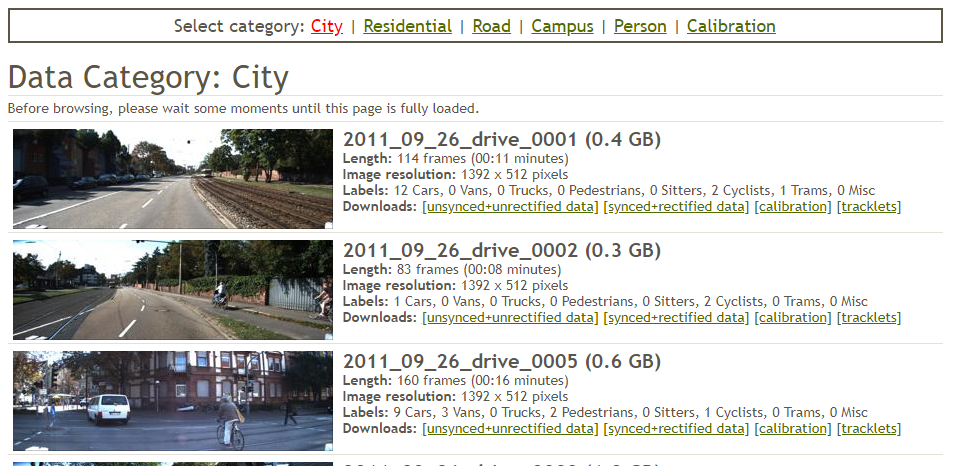 Select category: City | Residential | Road | Campus | Person | Calibration
Data Category: City
Before browsing, please wait some moments until this page is fully loaded.
2011_09_26_drive_0001 (0.4 GB)
Length: 114 frames (00:11 minutes)
Image resolution: 1392 x 512 pixels
Labels: 12 Cars, 0 Vans, 0 Trucks, 0 Pedestrians, 0 Sitters, 2 Cyclists, 1 Trams, 0 Misc
Downloads: [unsynced+unrectified data] [synced+rectified data] [calibration] [tracklets]
2011_09_26_drive_0002 (0.3 GB)
Length: 83 frames (00:08 minutes)
Image resolution: 1392 x 512 pixels
Labels: 1 Cars, 0 Vans, 0 Trucks, 0 Pedestrians, 0 Sitters, 2 Cyclists, 0 Trams, 0 Misc
Downloads: [unsynced+unrectified data] [synced+rectified data] [calibration] [tracklets]
2011_09_26_drive_0005 (0.6 GB)
Length: 160 frames (00:16 minutes)
Image resolution: 1392 x 512 pixels
Labels: 9 Cars, 3 Vans, 0 Trucks, 2 Pedestrians, 0 Sitters, 1 Cyclists, 0 Trams, 0 Misc
Downloads: [unsynced+unrectified data] [synced+rectified data] [calibration] [tracklets]